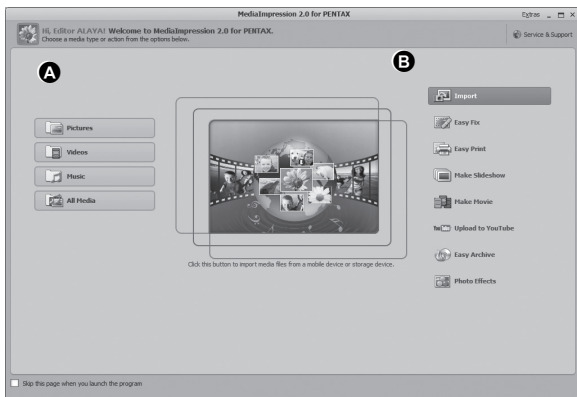 MediaImpression 2.0 for PENTAX
Extras
Hi, Editor ALAYA! Welcome to MediaImpression 2.0 for PENTAX.
Choose a media type or action from the options below.
Service & Support
A
B
Pictures
Videos
Music
All Media
Import
Easy Fix
Easy Print
Make Slideshow
Make Movie
Upload to YouTube
Easy Archive
Photo Effects
Click this button to import media files from a mobile device or storage device.
Skip this page when you launch the program